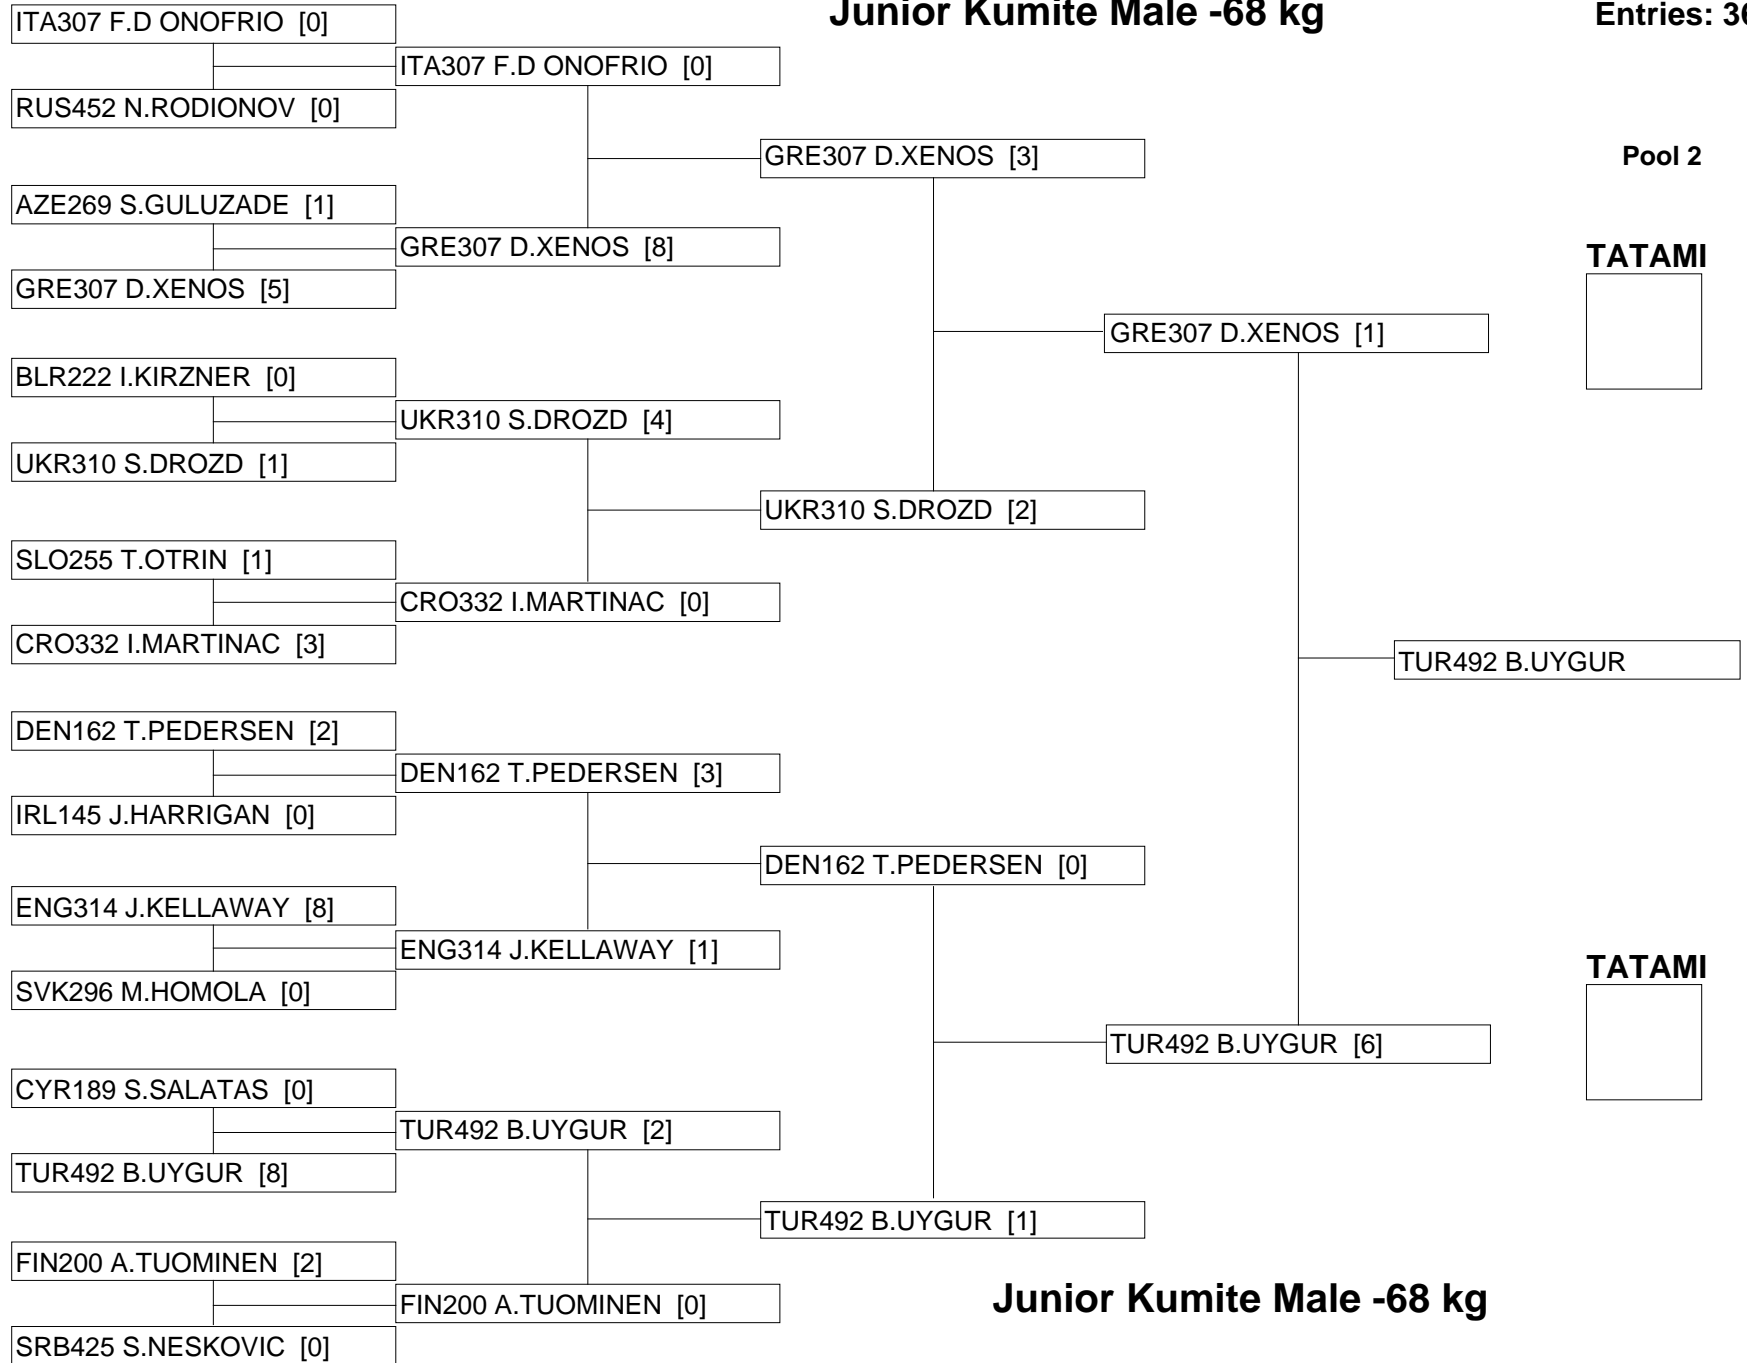 Junior Kumite Male -68 kg
Entries: 36
Pool 2
TATAMI
TATAMI
ITA307 F.D ONOFRIO [0]
RUS452 N.RODIONOV [0]
AZE269 S.GULUZADE [1]
GRE307 D.XENOS [5]
BLR222 I.KIRZNER [0]
UKR310 S.DROZD [1]
SLO255 T.OTRIN [1]
CRO332 I.MARTINAC [3]
DEN162 T.PEDERSEN [2]
IRL145 J.HARRIGAN [0]
ENG314 J.KELLAWAY [8]
SVK296 M.HOMOLA [0]
CYR189 S.SALATAS [0]
TUR492 B.UYGUR [8]
FIN200 A.TUOMINEN [2]
SRB425 S.NESKOVIC [0]
ITA307 F.D ONOFRIO [0]
GRE307 D.XENOS [8]
UKR310 S.DROZD [4]
CRO332 I.MARTINAC [0]
DEN162 T.PEDERSEN [3]
ENG314 J.KELLAWAY [1]
TUR492 B.UYGUR [2]
FIN200 A.TUOMINEN [0]
GRE307 D.XENOS [3]
UKR310 S.DROZD [2]
DEN162 T.PEDERSEN [0]
TUR492 B.UYGUR [1]
GRE307 D.XENOS [1]
TUR492 B.UYGUR [6]
TUR492 B.UYGUR
Junior Kumite Male -68 kg